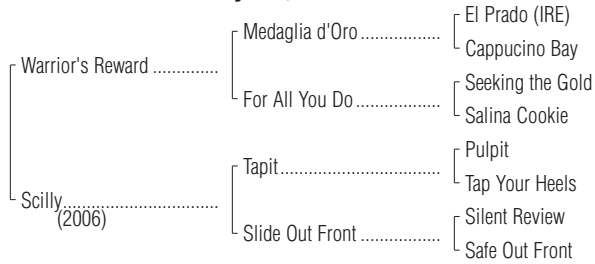 El Prado (IRE)
Medaglia d'Oro ..................
Cappucino Bay
Warrior's Reward ..............
Seeking the Gold
For All You Do ...................
Salina Cookie
Pulpit
Tapit....................................
Tap Your Heels
Scilly...................................
(2006)
Silent Review
Slide Out Front ..................
Safe Out Front